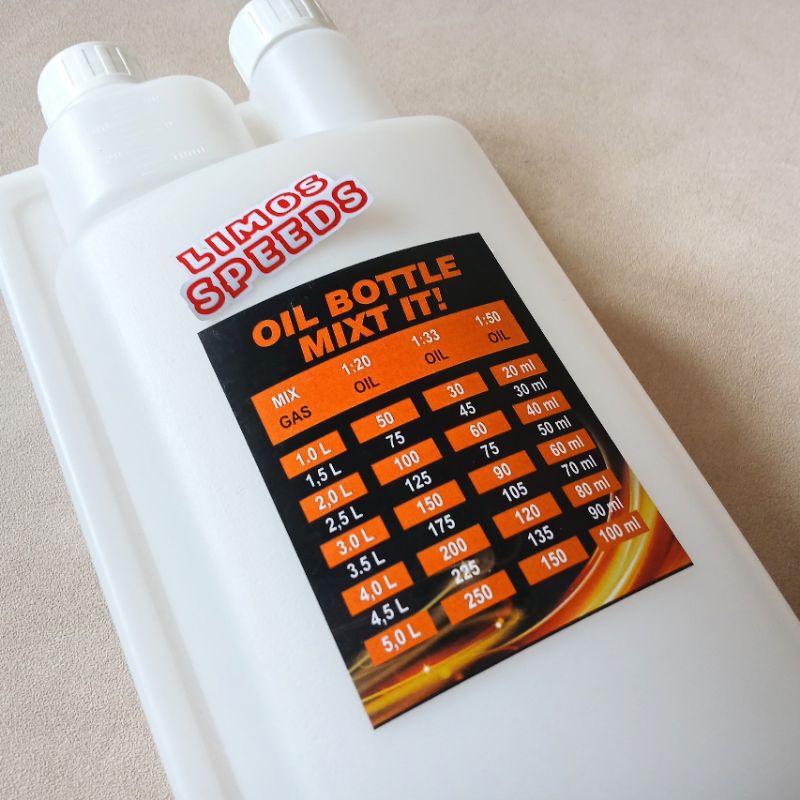 LIMOS
SPEEDS
OIL BOTTLE
MIXT IT!
MIX 1:20 1:33 1:50
GAS OIL OIL OIL
1.0 L 50 30 20 ml
1,5 L 75 45 30 ml
2,0 L 100 60 40 ml
2,5 L 125 75 50 ml
3.0 L 150 90 60 ml
3.5 L 175 105 70 ml
4,0 L 200 120 80 ml
4,5 L 225 135 90 ml
5,0 L 250 150 100 ml